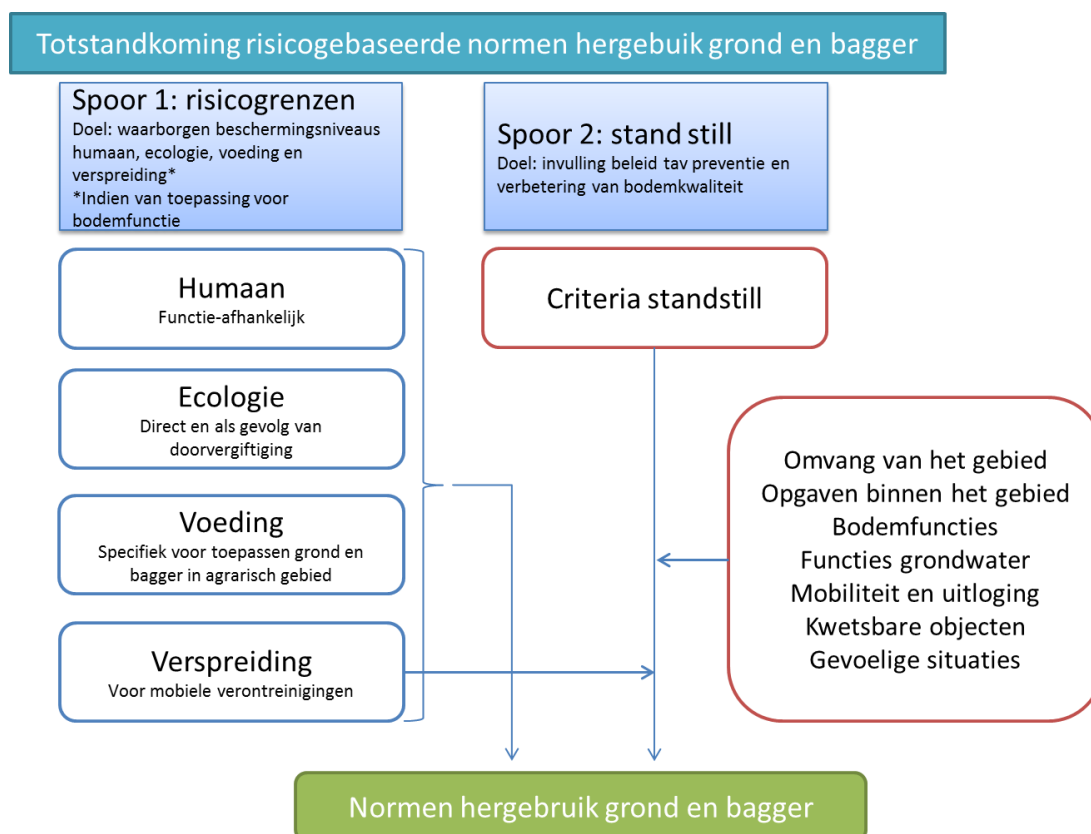 Totstandkoming risicogebaseerde normen hergebuik grond en bagger
Spoor 1: risicogrenzen
Doel: waarborgen beschermingsniveaus
humaan, ecologie, voeding en
verspreiding*
*Indien van toepassing voor
bodemfunctie
Spoor 2: stand still
Doel: invulling beleid tav preventie en
verbetering van bodemkwaliteit
Humaan
Functie-afhankelijk
Ecologie
Direct en als gevolg van
doorvergiftiging
Voeding
Specifiek voor toepassen grond en
bagger in agrarisch gebied
Verspreiding
Voor mobiele verontreinigingen
Criteria standstill
Omvang van het gebied
Opgaven binnen het gebied
Bodemfuncties
Functies grondwater
Mobiliteit en uitloging
Kwetsbare objecten
Gevoelige situaties
Normen hergebruik grond en bagger